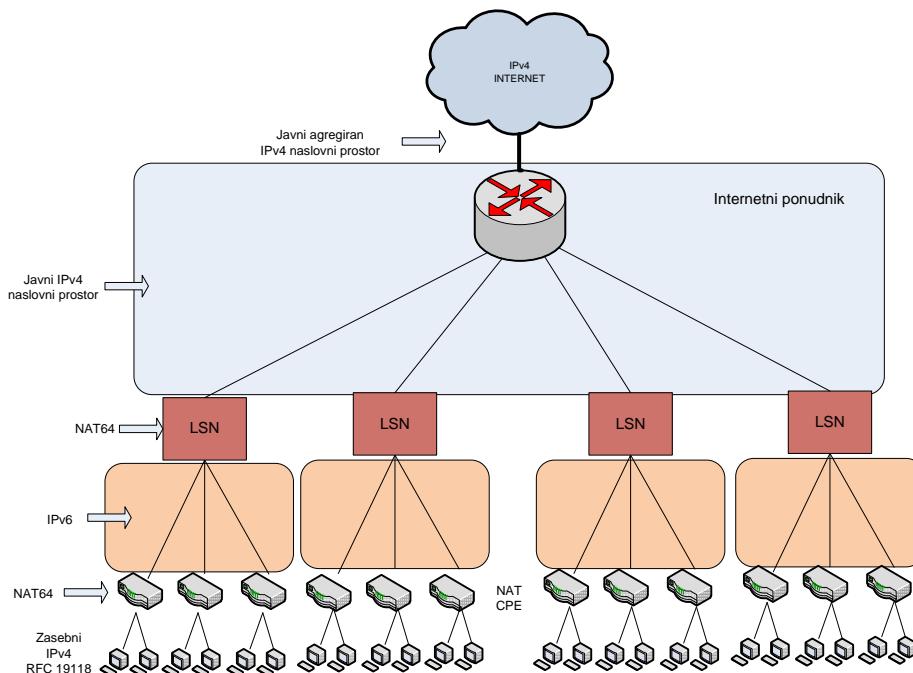 IPv4
INTERNET
Javni agregiran
IPv4 naslovni prostor
Internetni ponudnik
Javni IPv4
naslovni prostor
NAT64
LSN
LSN
LSN
LSN
IPv6
NAT64
NAT
CPE
Zasebni
IPv4
RFC 19118